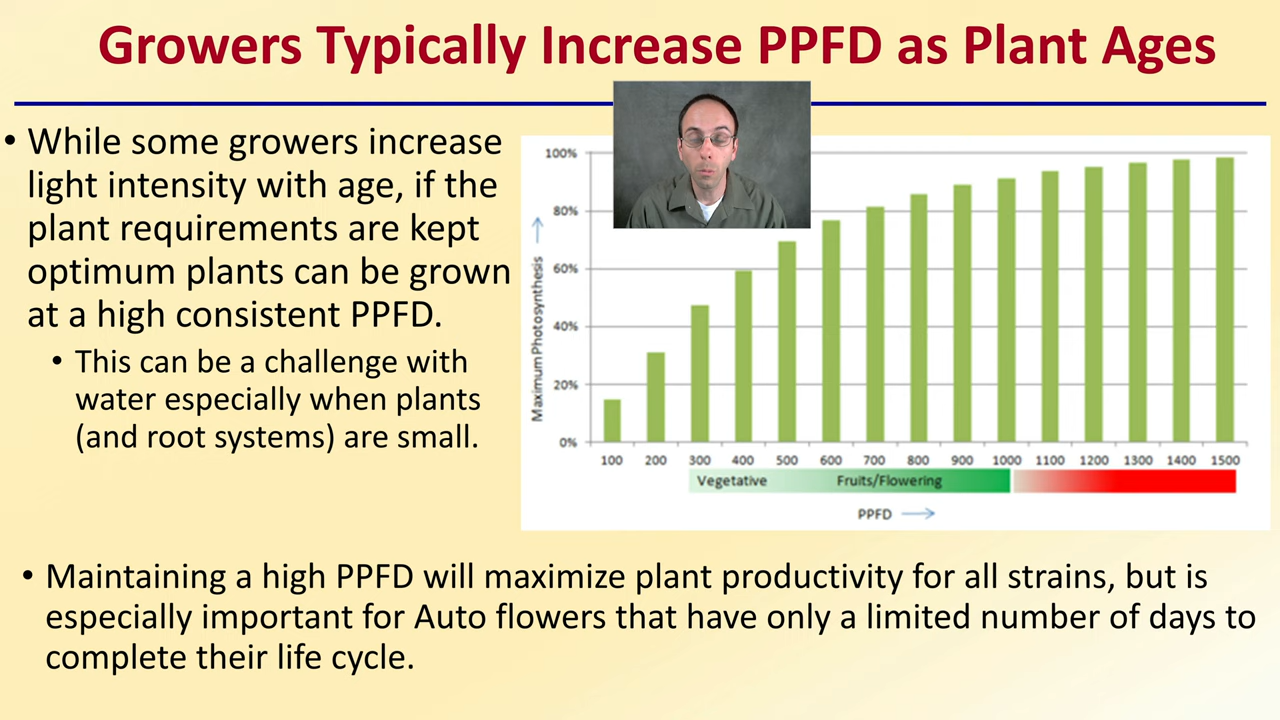 Growers Typically Increase PPFD as Plant Ages
• While some growers increase
light intensity with age, if the
plant requirements are kept
optimum plants can be grown
at a high consistent PPFD.
• This can be a challenge with
water especially when plants
(and root systems) are small.
Maximum Photosynthesis
100%
80%
60%
40%
20%
0%
100 200 300 400 500 600 700 800 900 1000 1100 1200 1300 1400 1500
Vegetative Fruits/Flowering
PPFD
• Maintaining a high PPFD will maximize plant productivity for all strains, but is
especially important for Auto flowers that have only a limited number of days to
complete their life cycle.